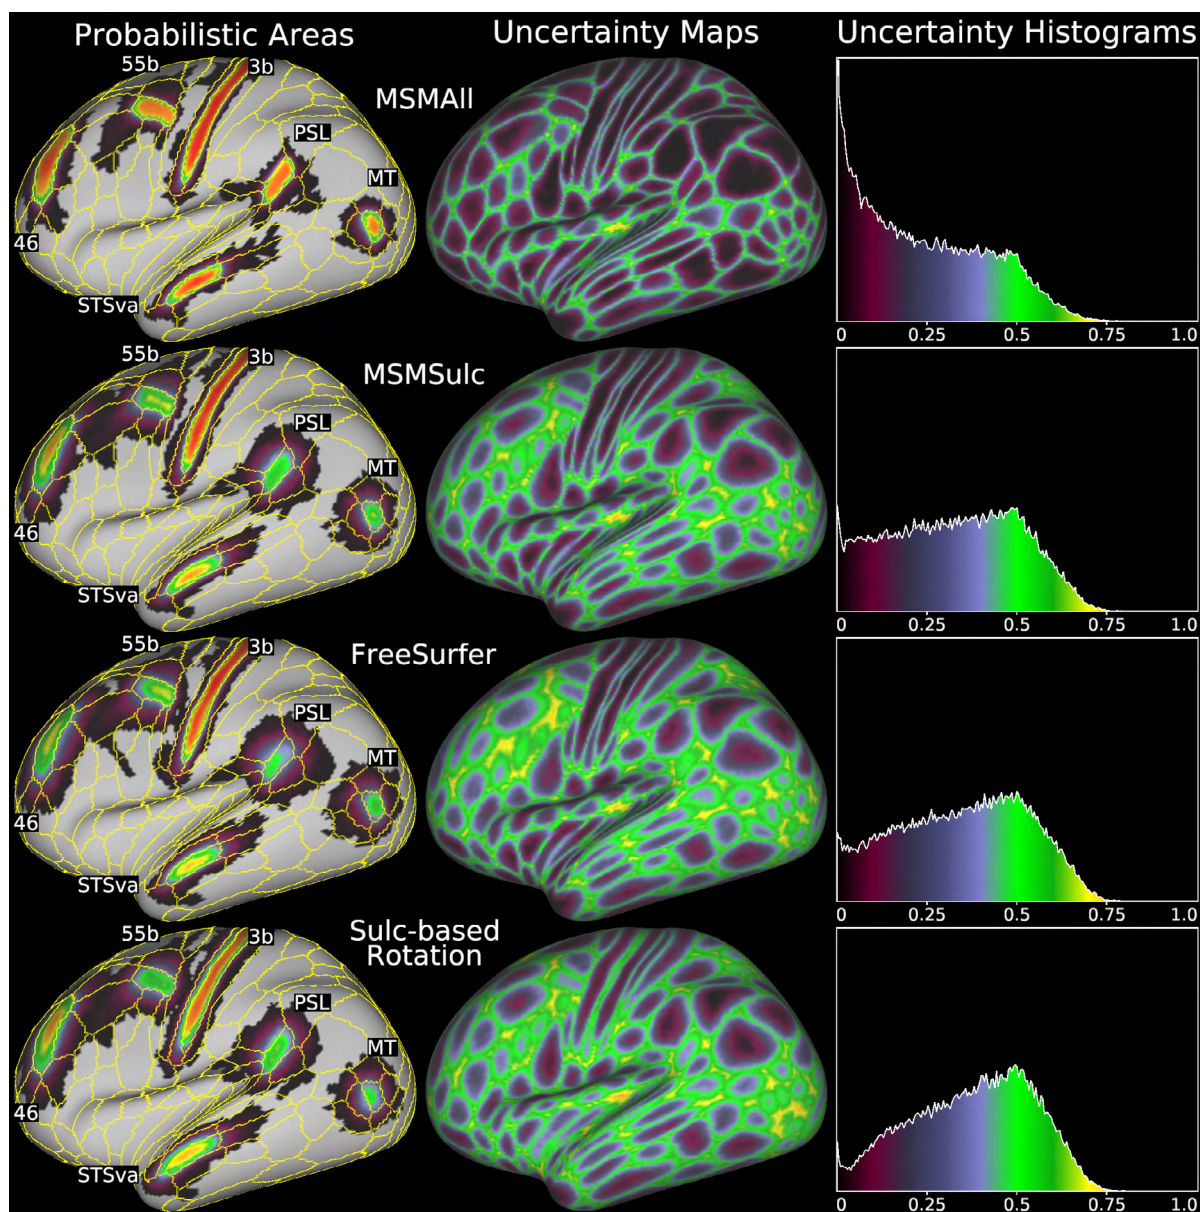 Probabilistic Areas
Uncertainty Maps
Uncertainty Histograms
55b
3b
MSMAll
PSL
MT
46
STSva
0 0.25 0.5 0.75 1.0
55b
3b
MSMSulc
PSL
MT
46
STSva
0 0.25 0.5 0.75 1.0
55b
3b
FreeSurfer
PSL
MT
46
STSva
0 0.25 0.5 0.75 1.0
55b
3b
Sulc-based
Rotation
PSL
MT
46
STSva
0 0.25 0.5 0.75 1.0